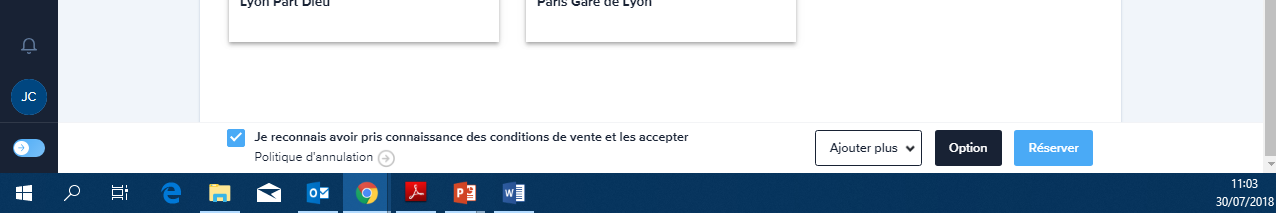 Lyon Part Dieu
Paris Gare de Lyon
JC
Je reconnais avoir pris connaissance des conditions de vente et les accepter
Politique d'annulation
Ajouter plus
Option
Réserver
11:03
30/07/2018